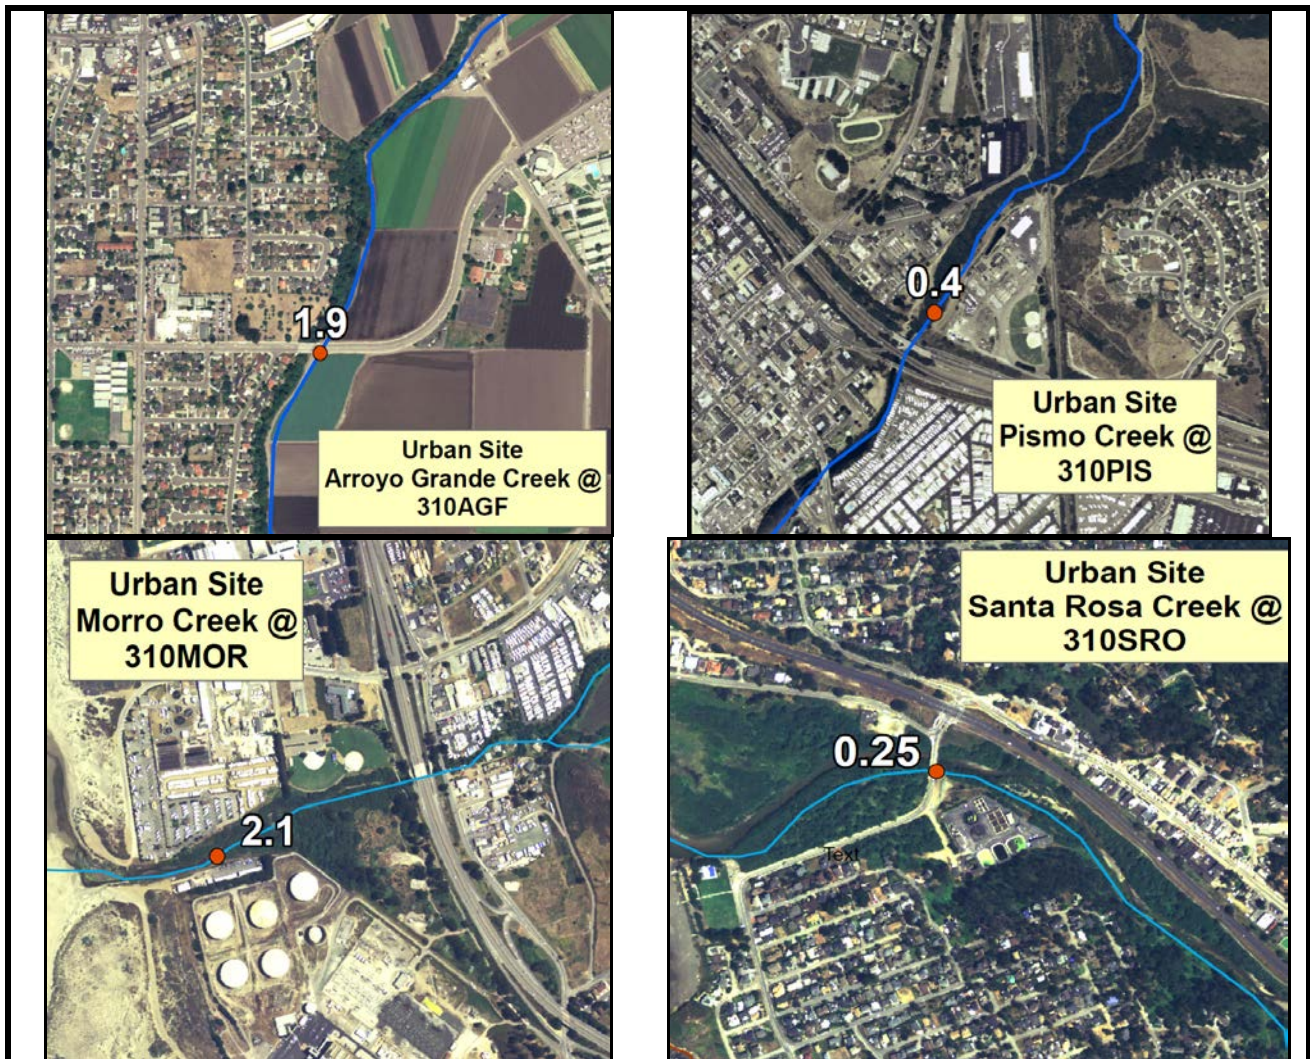 1.9
Urban Site
Arroyo Grande Creek @
310AGF
0.4
Urban Site
Pismo Creek @
310PIS
Urban Site
Morro Creek @
310MOR
2.1
Urban Site
Santa Rosa Creek @
310SRO
0.25
Text